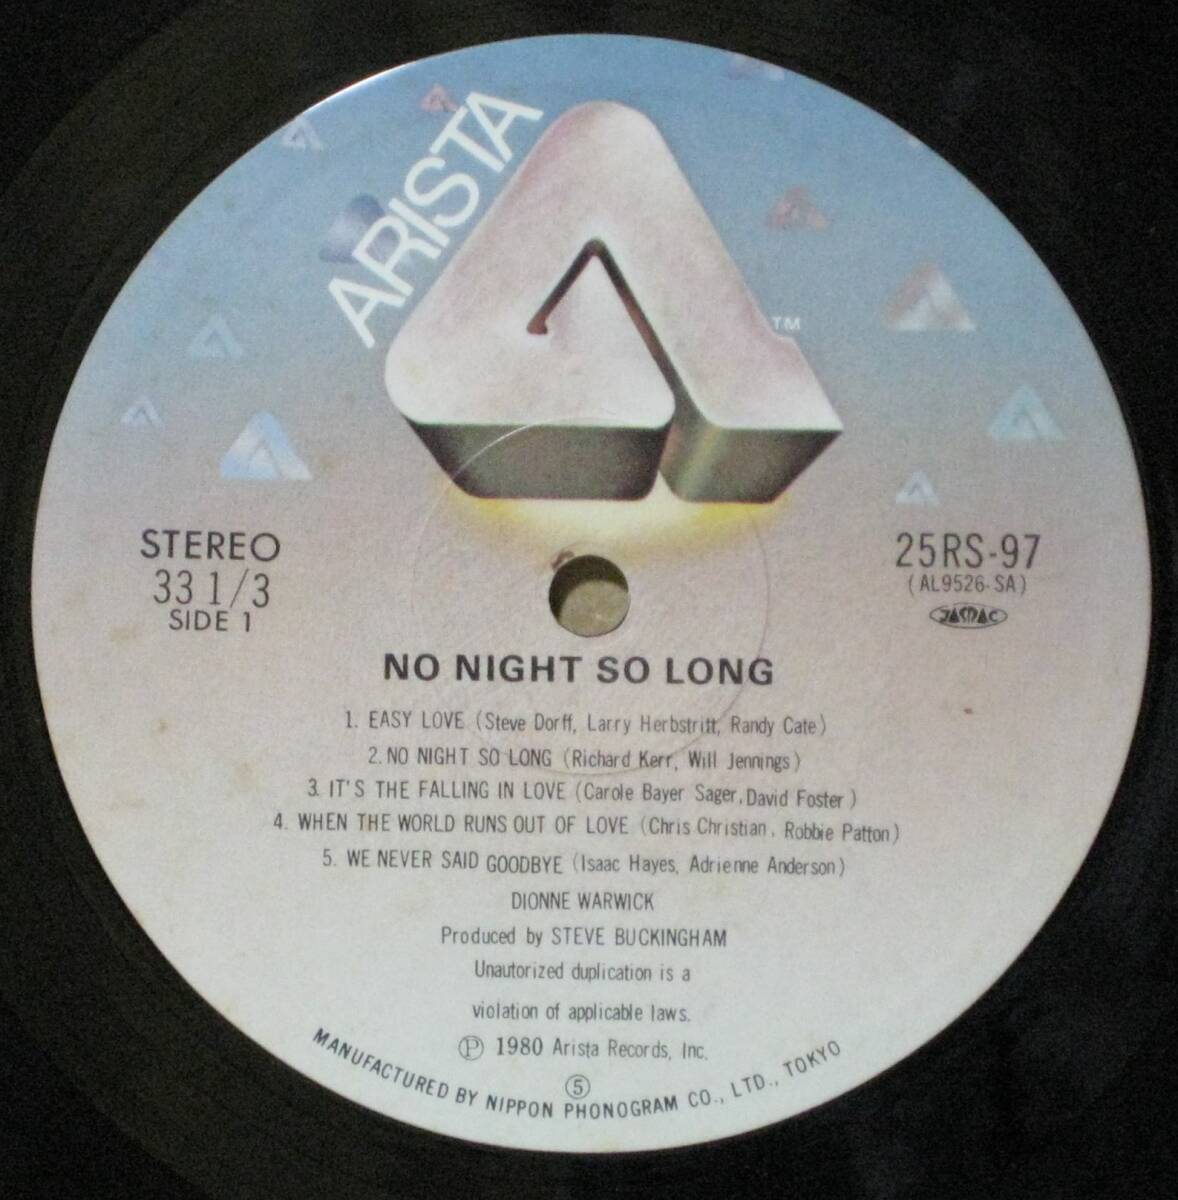 ARISTA
TM
STEREO
33 1/3
SIDE 1
25RS-97
(AL9526-SA)
JASRAC
NO NIGHT SO LONG
1. EASY LOVE (Steve Dorff, Larry Herbstritt, Randy Cate)
2. NO NIGHT SO LONG (Richard Kerr, Will Jennings)
3. IT'S THE FALLING IN LOVE (Carole Bayer Sager, David Foster)
4. WHEN THE WORLD RUNS OUT OF LOVE (Chris Christian, Robbie Patton)
5. WE NEVER SAID GOODBYE (Isaac Hayes, Adrienne Anderson)
DIONNE WARWICK
Produced by STEVE BUCKINGHAM
Unautorized duplication is a
violation of applicable laws.
Ⓟ 1980 Arista Records, Inc.
⑤
MANUFACTURED BY NIPPON PHONOGRAM CO., LTD., TOKYO